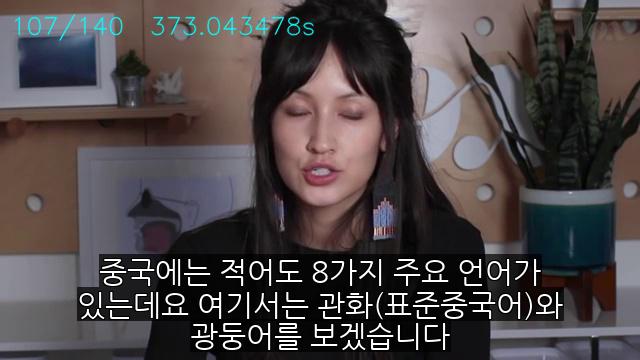 107/140 373.043478s
Vox
중국에는 적어도 8가지 주요 언어가
있는데요 여기서는 관화(표준중국어)와
광둥어를 보겠습니다